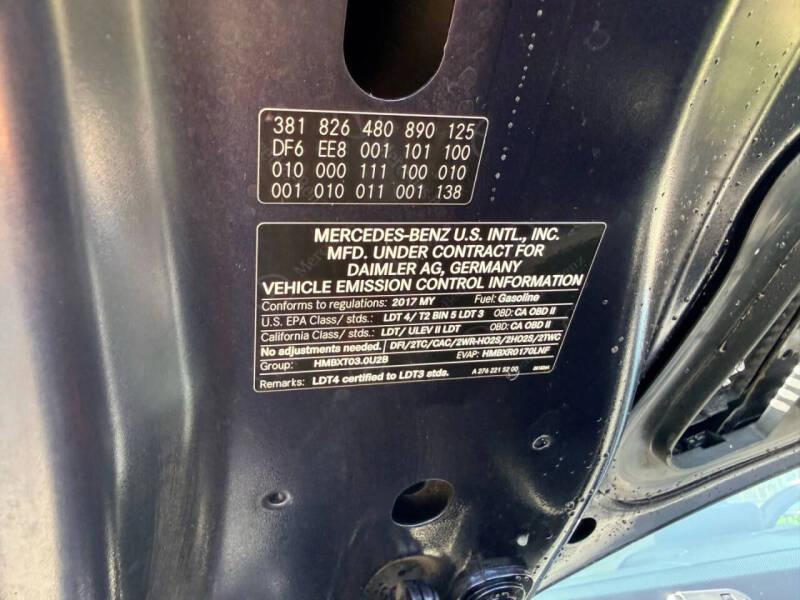 381 826 480 890 125
DF6 EE8 001 101 100
010 000 111 100 010
001 010 011 001 138
MERCEDES-BENZ U.S. INTL., INC.
MFD. UNDER CONTRACT FOR
DAIMLER AG, GERMANY
VEHICLE EMISSION CONTROL INFORMATION
Conforms to regulations: 2017 MY Fuel: Gasoline
U.S. EPA Class/ stds.: LDT 4/ T2 BIN 5 LDT 3 OBD: CA OBD II
California Class/ stds.: LDT/ ULEV II LDT OBD: CA OBD II
No adjustments needed. DFI/2TC/CAC/2WR-HO2S/2HO2S/2TWC
Group: HMBXT03.0U2B EVAP: HMBXR0170LNF
Remarks: LDT4 certified to LDT3 stds. A 276 221 52 00